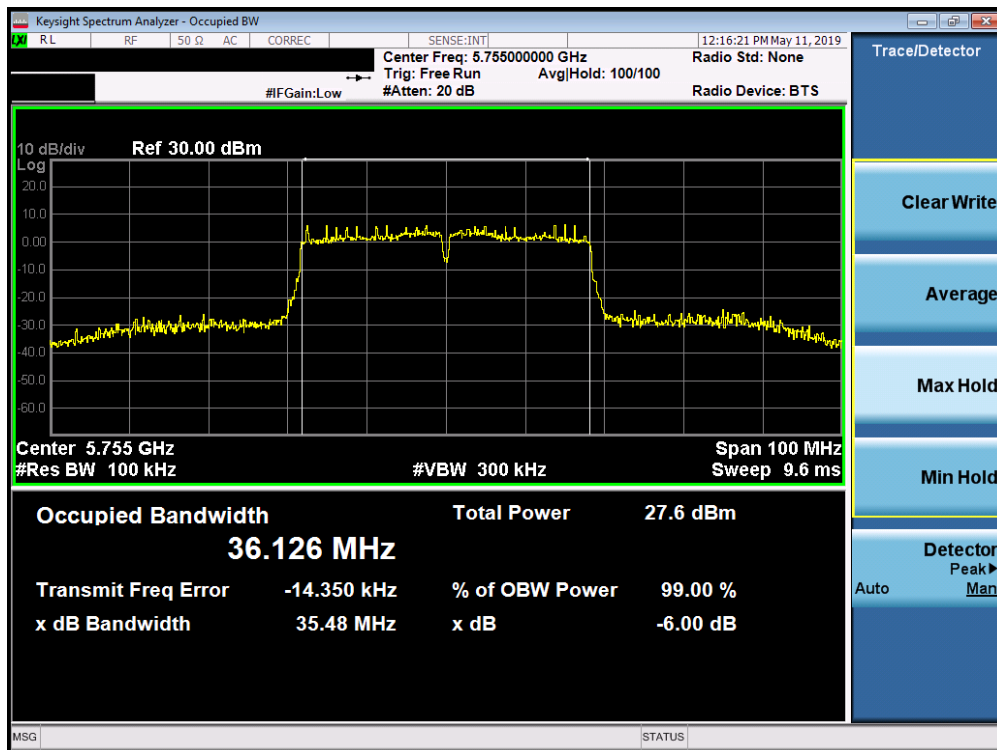 Keysight Spectrum Analyzer - Occupied BW
LXI RL RF 50 Ω AC CORREC SENSE:INT 12:16:21 PM May 11, 2019
Center Freq: 5.755000000 GHz Radio Std: None
Trig: Free Run Avg|Hold: 100/100
#IFGain:Low #Atten: 20 dB Radio Device: BTS
Trace/Detector
10 dB/div Ref 30.00 dBm
Log
20.0
10.0
0.00
-10.0
-20.0
-30.0
-40.0
-50.0
-60.0
Center 5.755 GHz Span 100 MHz
#Res BW 100 kHz #VBW 300 kHz Sweep 9.6 ms
Occupied Bandwidth Total Power 27.6 dBm
36.126 MHz
Transmit Freq Error -14.350 kHz % of OBW Power 99.00 %
x dB Bandwidth 35.48 MHz x dB -6.00 dB
Clear Write
Average
Max Hold
Min Hold
Detector
Peak▶
Auto Man
MSG STATUS